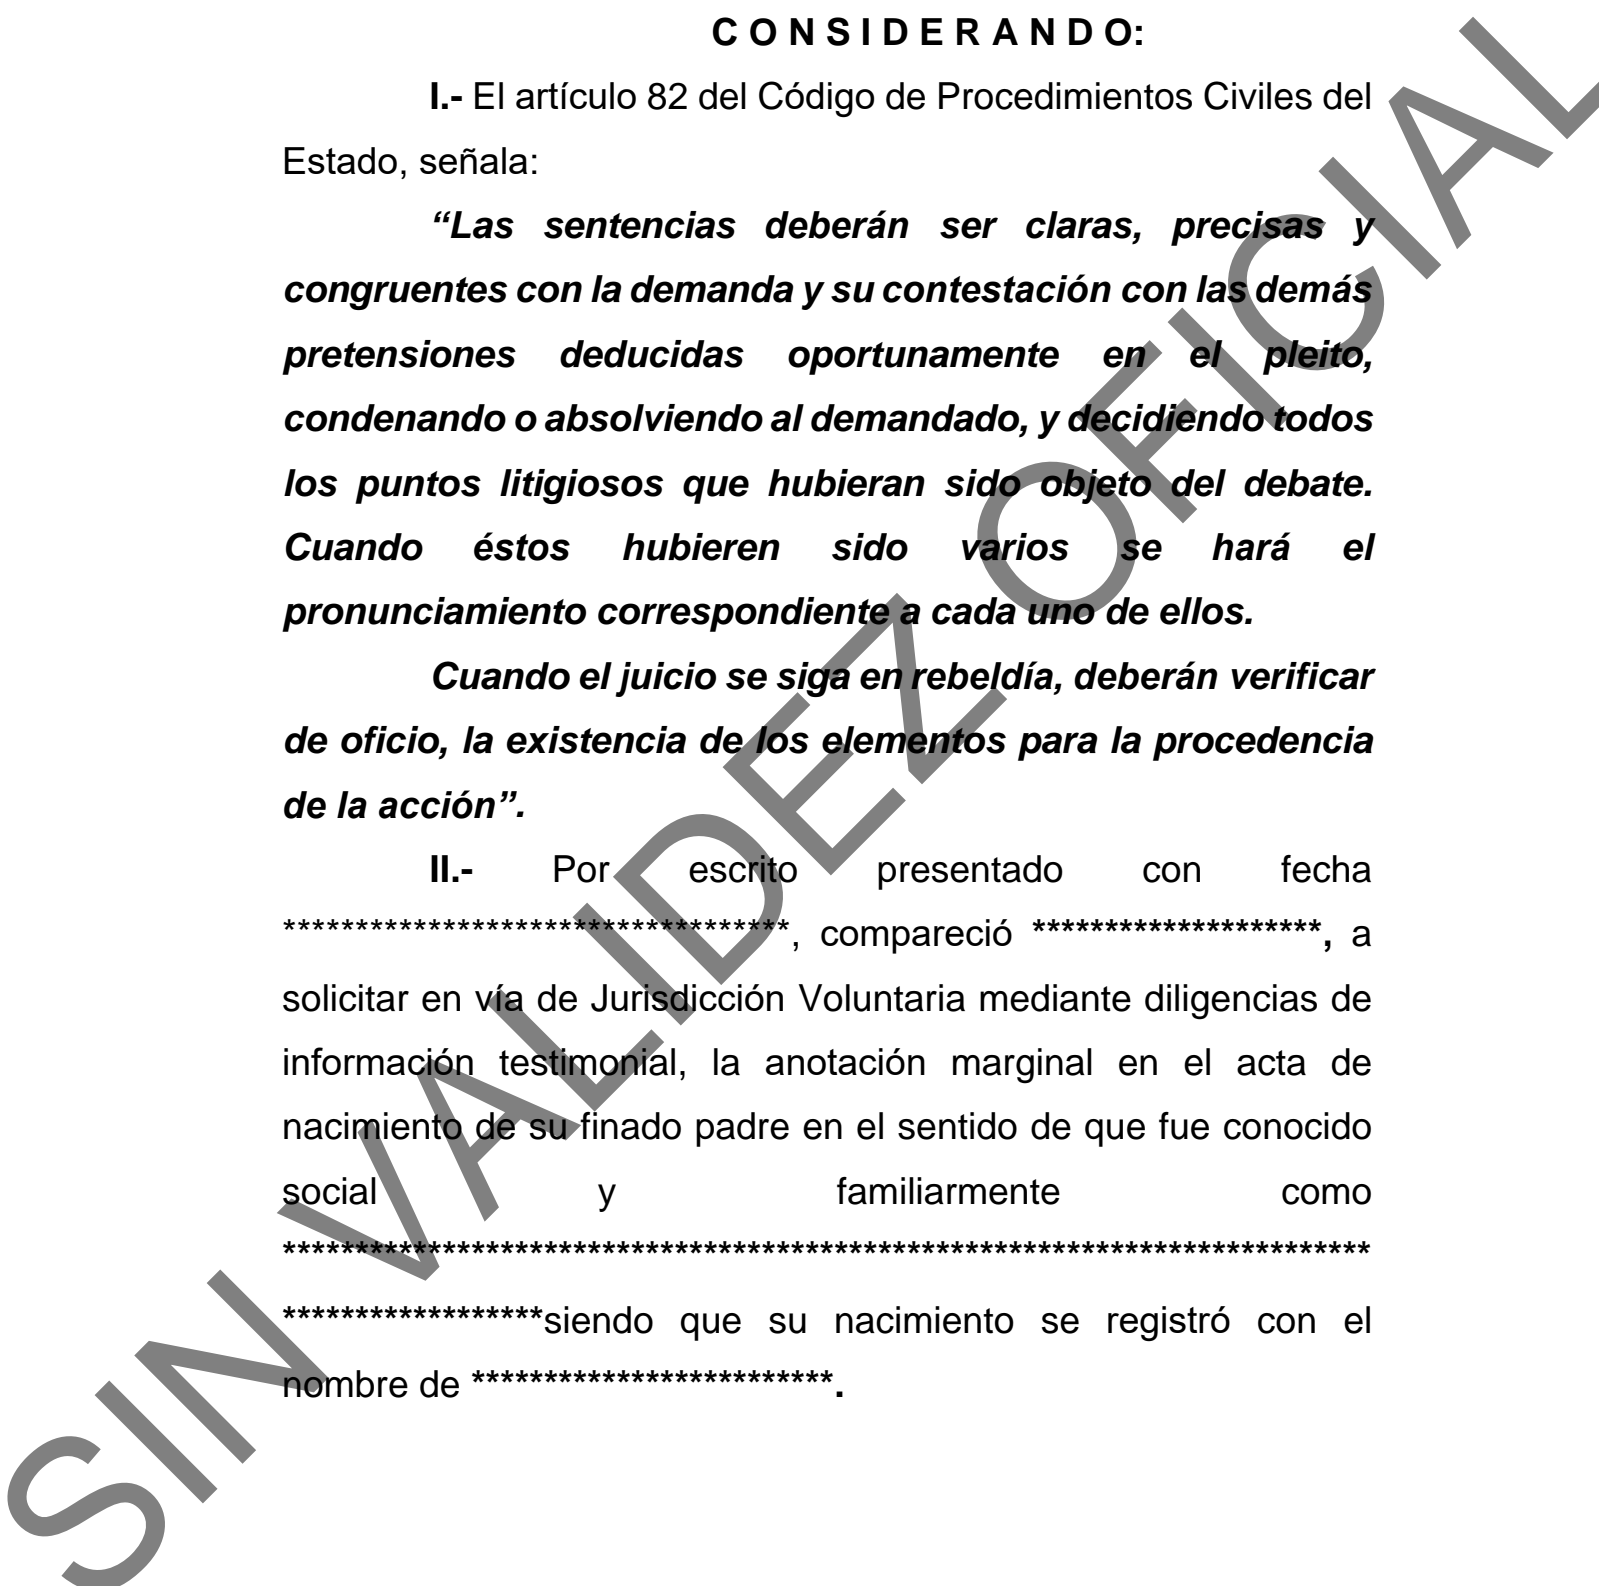 C O N S I D E R A N D O:
I.- El artículo 82 del Código de Procedimientos Civiles del
Estado, señala:
“Las sentencias deberán ser claras, precisas y
congruentes con la demanda y su contestación con las demás
pretensiones deducidas oportunamente en el pleito,
condenando o absolviendo al demandado, y decidiendo todos
los puntos litigiosos que hubieran sido objeto del debate.
Cuando éstos hubieren sido varios se hará el
pronunciamiento correspondiente a cada uno de ellos.
Cuando el juicio se siga en rebeldía, deberán verificar
de oficio, la existencia de los elementos para la procedencia
de la acción”.
II.- Por escrito presentado con fecha
***********************************, compareció ********************, a
solicitar en vía de Jurisdicción Voluntaria mediante diligencias de
información testimonial, la anotación marginal en el acta de
nacimiento de su finado padre en el sentido de que fue conocido
social y familiarmente como
***************************************************************************
******************siendo que su nacimiento se registró con el
nombre de *************************.
SIN VALIDEZ OFICIAL